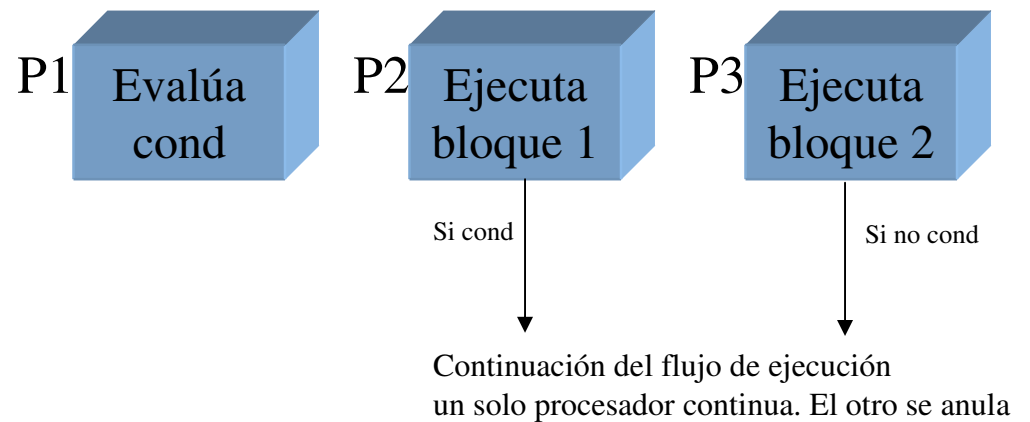 P1
Evalúa
cond
P2
Ejecuta
bloque 1
P3
Ejecuta
bloque 2
Si cond
Si no cond
Continuación del flujo de ejecución
un solo procesador continua. El otro se anula